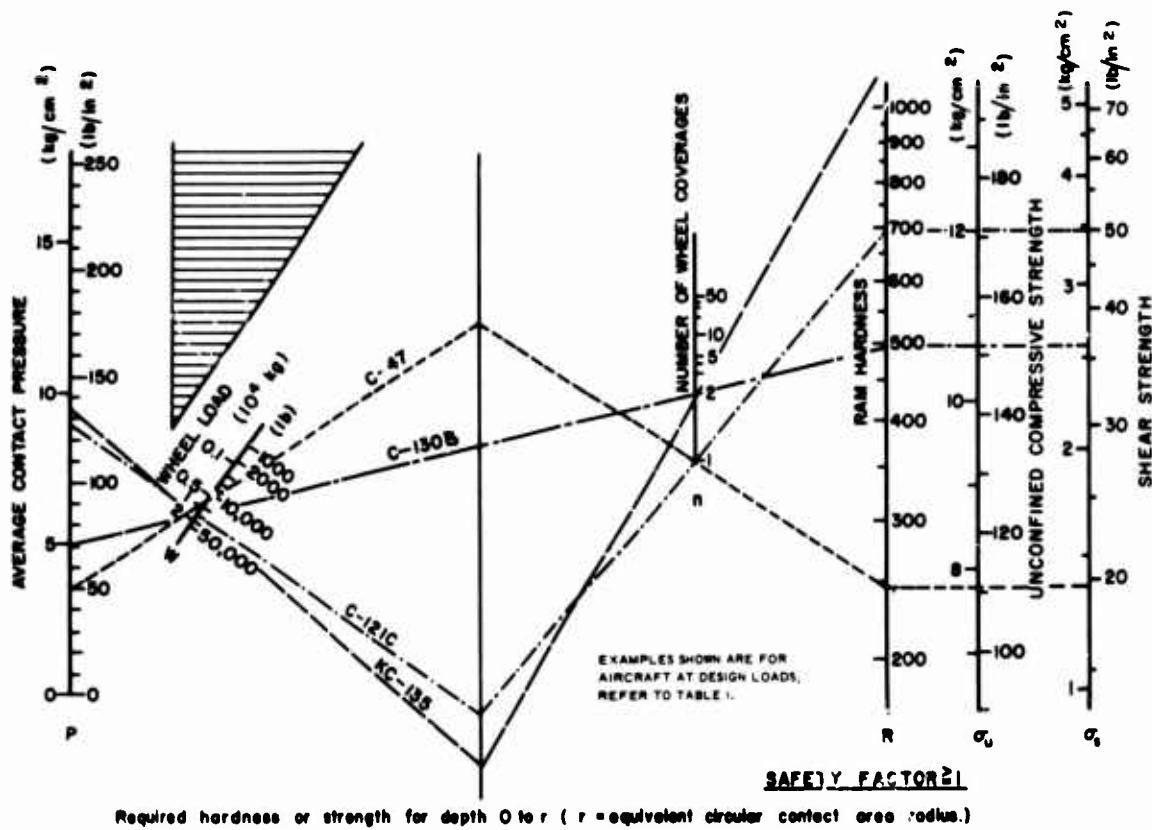 AVERAGE CONTACT PRESSURE
(kg/cm²)
(lb/in²)
15
10
5
0
250
200
150
100
50
0
P
WHEEL LOAD
(10⁻⁴ kg)
(lb)
0.1
0.5
2
1000
2000
10,000
50,000
W
C-47
C-130B
C-121C
KC-135
NUMBER OF WHEEL COVERAGES
50
10
5
2
1
n
RAM HARDNESS
1000
900
800
700
600
500
400
300
200
R
UNCONFINED COMPRESSIVE STRENGTH
(kg/cm²)
(lb/in²)
12
10
8
180
160
140
120
100
σu
SHEAR STRENGTH
(kg/cm²)
(lb/in²)
5
4
3
2
1
70
60
50
40
30
20
σs
EXAMPLES SHOWN ARE FOR
AIRCRAFT AT DESIGN LOADS,
REFER TO TABLE I.
SAFETY FACTOR ≧ 1
Required hardness or strength for depth 0 to r ( r = equivalent circular contact area radius.)